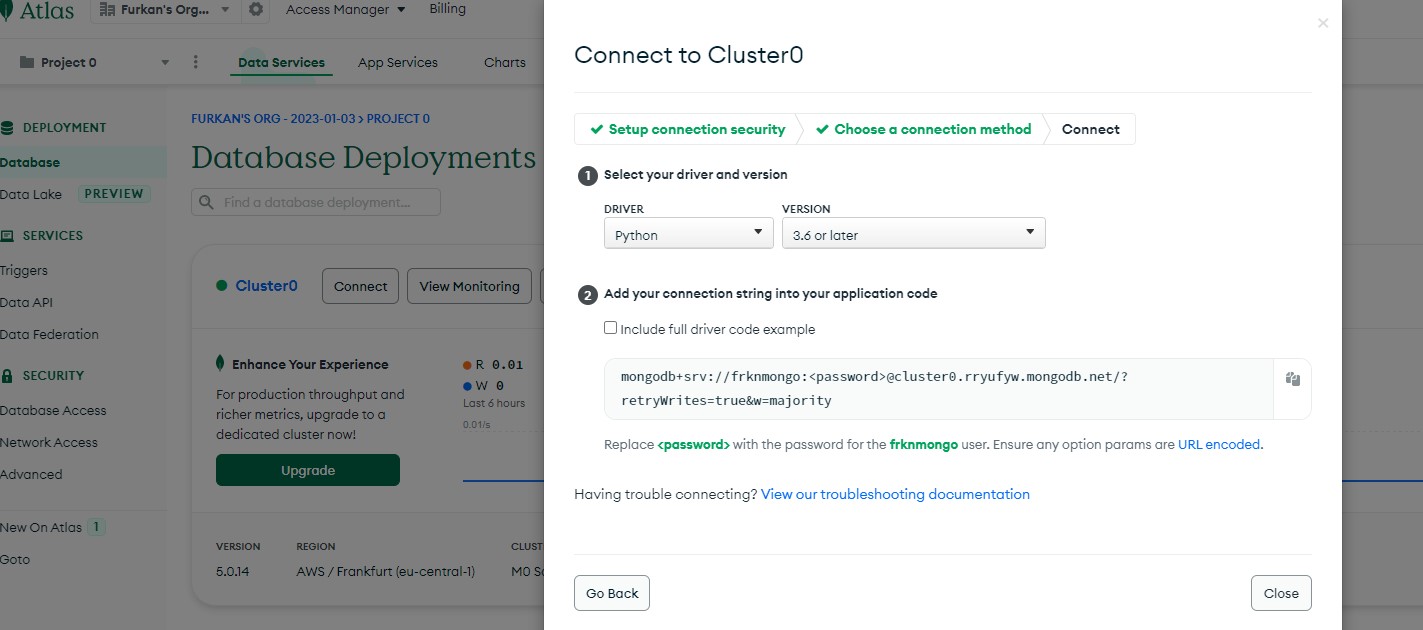 Atlas
Furkan's Org...
Access Manager
Billing
Project 0
Data Services
App Services
Charts
DEPLOYMENT
Database
Data Lake PREVIEW
SERVICES
Triggers
Data API
Data Federation
SECURITY
Database Access
Network Access
Advanced
New On Atlas 1
Goto
FURKAN'S ORG - 2023-01-03 > PROJECT 0
Database Deployments
Find a database deployment...
Cluster0
Connect
View Monitoring
Enhance Your Experience
For production throughput and
richer metrics, upgrade to a
dedicated cluster now!
Upgrade
R 0.01
W 0
Last 6 hours
0.01/s
VERSION
5.0.14
REGION
AWS / Frankfurt (eu-central-1)
CLUST
M0
Connect to Cluster0
Setup connection security
Choose a connection method
Connect
1 Select your driver and version
DRIVER
Python
VERSION
3.6 or later
2 Add your connection string into your application code
Include full driver code example
mongodb+srv://frknmongo:<password>@cluster0.rryufyw.mongodb.net/?
retryWrites=true&w=majority
Replace <password> with the password for the frknmongo user. Ensure any option params are URL encoded.
Having trouble connecting? View our troubleshooting documentation
Go Back
Close